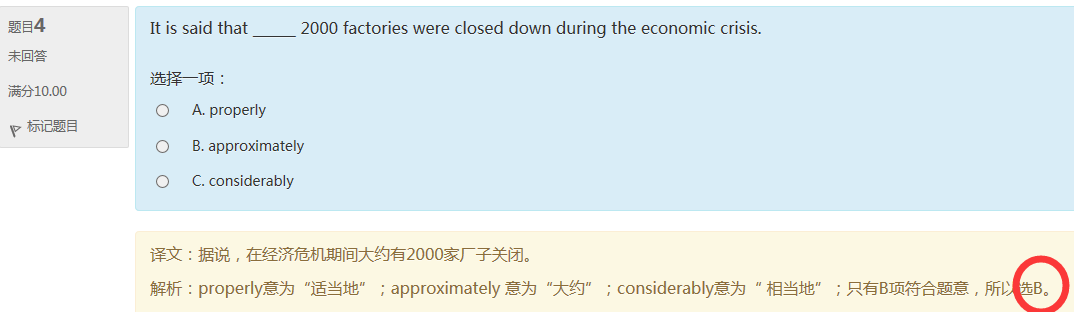 题目4
未回答
满分10.00
标记题目
It is said that _____ 2000 factories were closed down during the economic crisis.
选择一项：
A. properly
B. approximately
C. considerably
译文：据说，在经济危机期间大约有2000家厂子关闭。
解析：properly意为“适当地”；approximately 意为“大约”；considerably意为“ 相当地”；只有B项符合题意，所以选B。